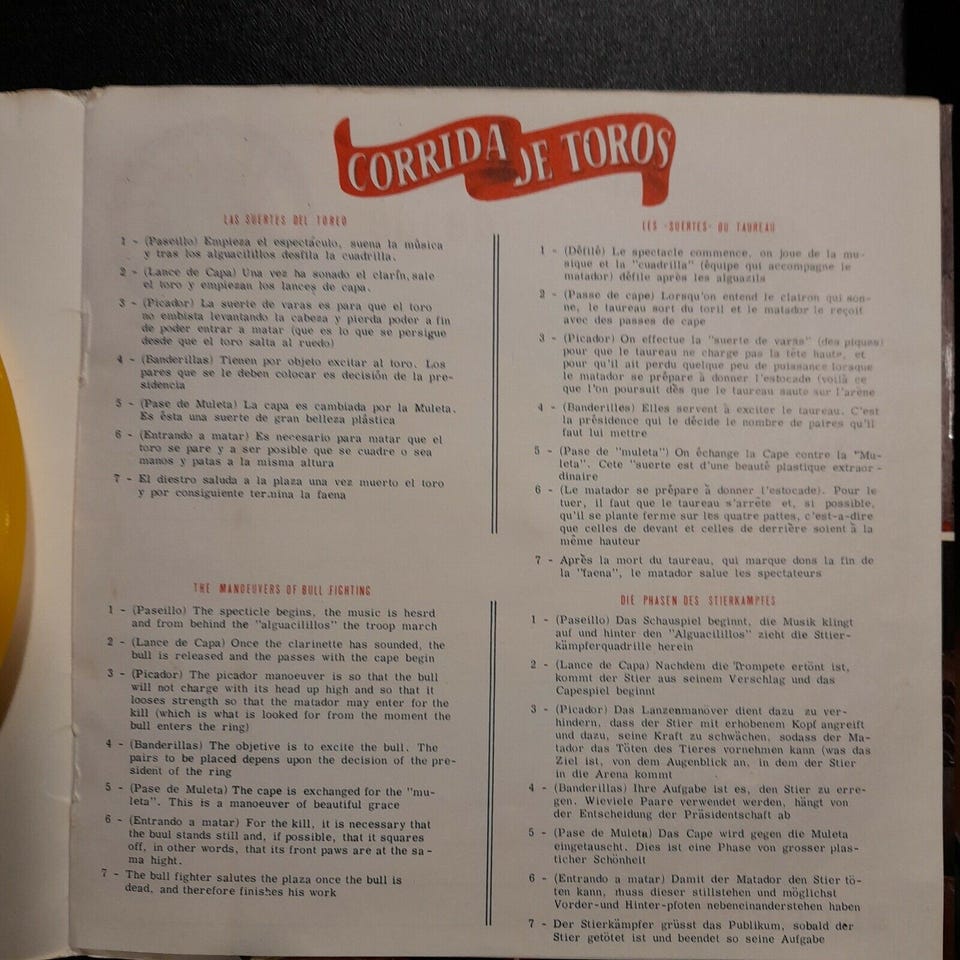 CORRIDA DE TOROS
LAS SUERTES DEL TOREO
1 - (Paseillo) Empieza el espectáculo, suena la música
y tras los alguacilillos desfila la cuadrilla.
2 - (Lance de Capa) Una vez ha sonado el clarín, sale
el toro y empiezan los lances de capa.
3 - (Picador) La suerte de varas es para que el toro
no embista levantando la cabeza y pierda poder a fin
de poder entrar a matar (que es lo que se persigue
desde que el toro salta al ruedo)
4 - (Banderillas) Tienen por objeto excitar al toro. Los
pares que se le deben colocar es decisión de la pre-
sidencia
5 - (Pase de Muleta) La capa es cambiada por la Muleta.
Es ésta una suerte de gran belleza plástica
6 - (Entrando a matar) Es necesario para matar que el
toro se pare y a ser posible que se cuadre o sea
manos y patas a la misma altura
7 - El diestro saluda a la plaza una vez muerto el toro
y por consiguiente termina la faena
LES «SUERTES» DU TAUREAU
1 - (Défilé) Le spectacle commence, on joue de la mu-
sique et la "cuadrilla" (équipe qui accompagne le
matador) défile après les alguazils
2 - (Passe de cape) Lorsqu'on entend le clairon qui son-
ne, le taureau sort du toril et le matador le reçoit
avec des passes de cape
3 - (Picador) On effectue la "suerte de varas" (des piques)
pour que le taureau ne charge pas la tête haute, et
pour qu'il ait perdu quelque peu de puissance lorsque
le matador se prépare à donner l'estocade (voilà ce
que l'on poursuit dès que le taureau saute sur l'arène
4 - (Banderilles) Elles servent à exciter le taureau. C'est
la présidence qui le décide le nombre de paires qu'il
faut lui mettre
5 - (Pase de "muleta") On échange la Cape contre la "Mu-
leta". Cete "suerte est d'une beauté plastique extraor-
dinaire
6 - (Le matador se prépare à donner l'estocade). Pour le
tuer, il faut que le taureau s'arrête et, si possible,
qu'il se plante ferme sur les quatre pattes, c'est-a-dire
que celles de devant et celles de derrière soient à la
même hauteur
7 - Après la mort du taureau, qui marque dons la fin de
la "faena", le matador salue les spectateurs
THE MANOEUVERS OF BULL FIGHTING
1 - (Paseillo) The specticle begins, the music is hesrd
and from behind the "alguacilillos" the troop march
2 - (Lance de Capa) Once the clarinette has sounded, the
bull is released and the passes with the cape begin
3 - (Picador) The picador manoeuver is so that the bull
will not charge with its head up high and so that it
looses strength so that the matador may enter for the
kill (which is what is looked for from the moment the
bull enters the ring)
4 - (Banderillas) The objetive is to excite the bull. The
pairs to be placed depens upon the decision of the pre-
sident of the ring
5 - (Pase de Muleta) The cape is exchanged for the "mu-
leta". This is a manoeuver of beautiful grace
6 - (Entrando a matar) For the kill, it is necessary that
the buul stands still and, if possible, that it squares
off, in other words, that its front paws are at the sa-
ma hight.
7 - The bull fighter salutes the plaza once the bull is
dead, and therefore finishes his work
DIE PHASEN DES STIERKAMPFES
1 - (Paseillo) Das Schauspiel beginnt, die Musik klingt
auf und hinter den "Alguacilillos" zieht die Sttier-
kämpferquadrille herein
2 - (Lance de Capa) Nachdem die Trompete ertönt ist,
kommt der Stier aus seinem Verschlag und das
Capespiel beginnt
3 - (Picador) Das Lanzenmanöver dient dazu zu ver-
hindern, dass der Stier mit erhobenem Kopf angreift
und dazu, seine Kraft zu schwächen, sodass der Ma-
tador das Töten des Tieres vornehmen kann (was das
Ziel ist, von dem Augenblick an, in dem der Stier
in die Arena kommt
4 - (Banderillas) Ihre Aufgabe ist es, den Stier zu erre-
gen. Wieviele Paare verwendet werden, hängt von
der Entscheidung der Präsidentschaft ab
5 - (Pase de Muleta) Das Cape wird gegen die Muleta
eingetauscht. Dies ist eine Phase von grosser plas-
ticher Schönheit
6 - (Entrando a matar) Damit der Matador den Stier tö-
ten kann, muss dieser stillstehen und möglichst
Vorder-und Hinter-pfoten nebeneinanderstehen haben
7 - Der Stierkämpfer grüsst das Publikum, sobald der
Stier getötet ist und beendet so seine Aufgabe